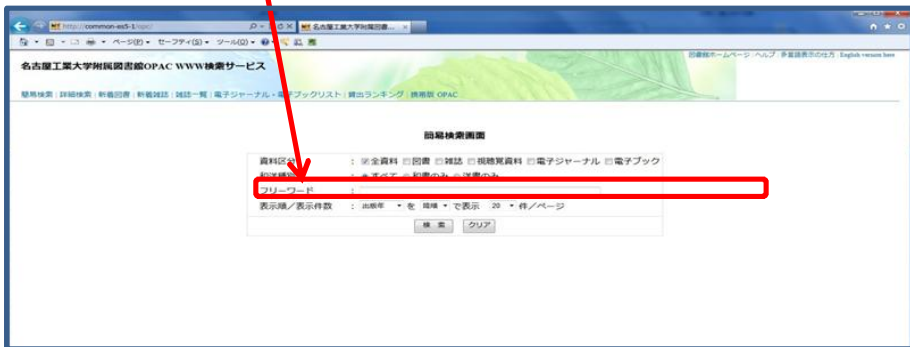 http://common-es5-1/opc/
名古屋工業大学附属図書...
ページ(P) セーフティ(S) ツール(O)
図書館ホームページ ヘルプ 多言語表示の仕方 English version here
名古屋工業大学附属図書館OPAC WWW検索サービス
簡易検索 | 詳細検索 | 新着図書 | 新着雑誌 | 雑誌一覧 | 電子ジャーナル・電子ブックリスト | 貸出ランキング | 携帯版 OPAC
簡易検索画面
資料区分 : 全資料 図書 雑誌 視聴覚資料 電子ジャーナル 電子ブック
和洋種別 : すべて 和書のみ 洋書のみ
フリーワード :
表示順/表示件数 : 出版年 を 降順 で表示 20 件/ページ
検 索 クリア